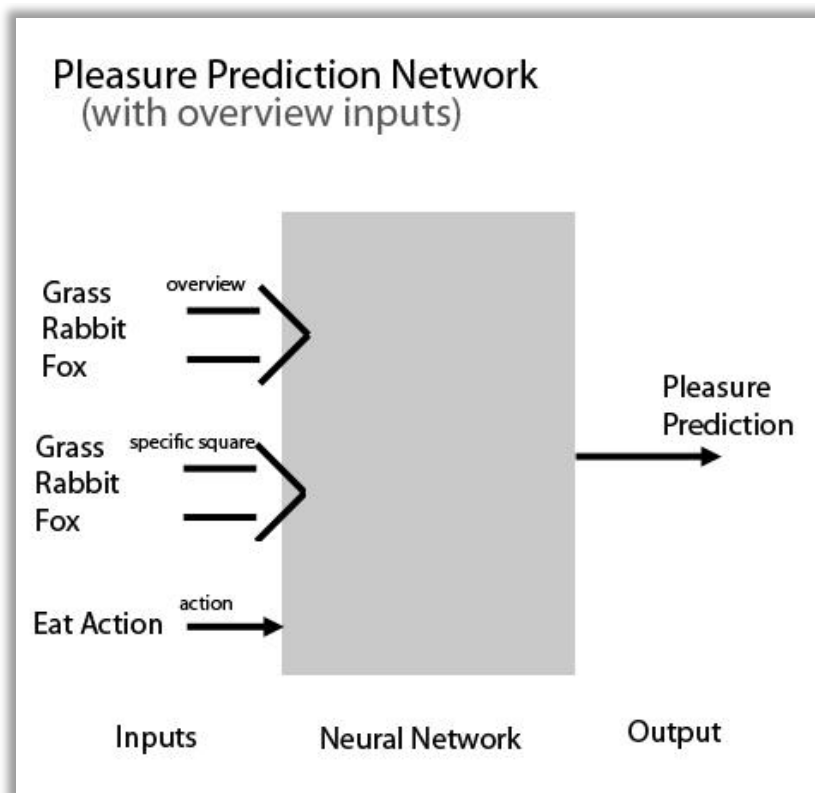 Pleasure Prediction Network
(with overview inputs)
overview
Grass
Rabbit
Fox
specific square
Grass
Rabbit
Fox
action
Eat Action
Pleasure
Prediction
Inputs
Neural Network
Output